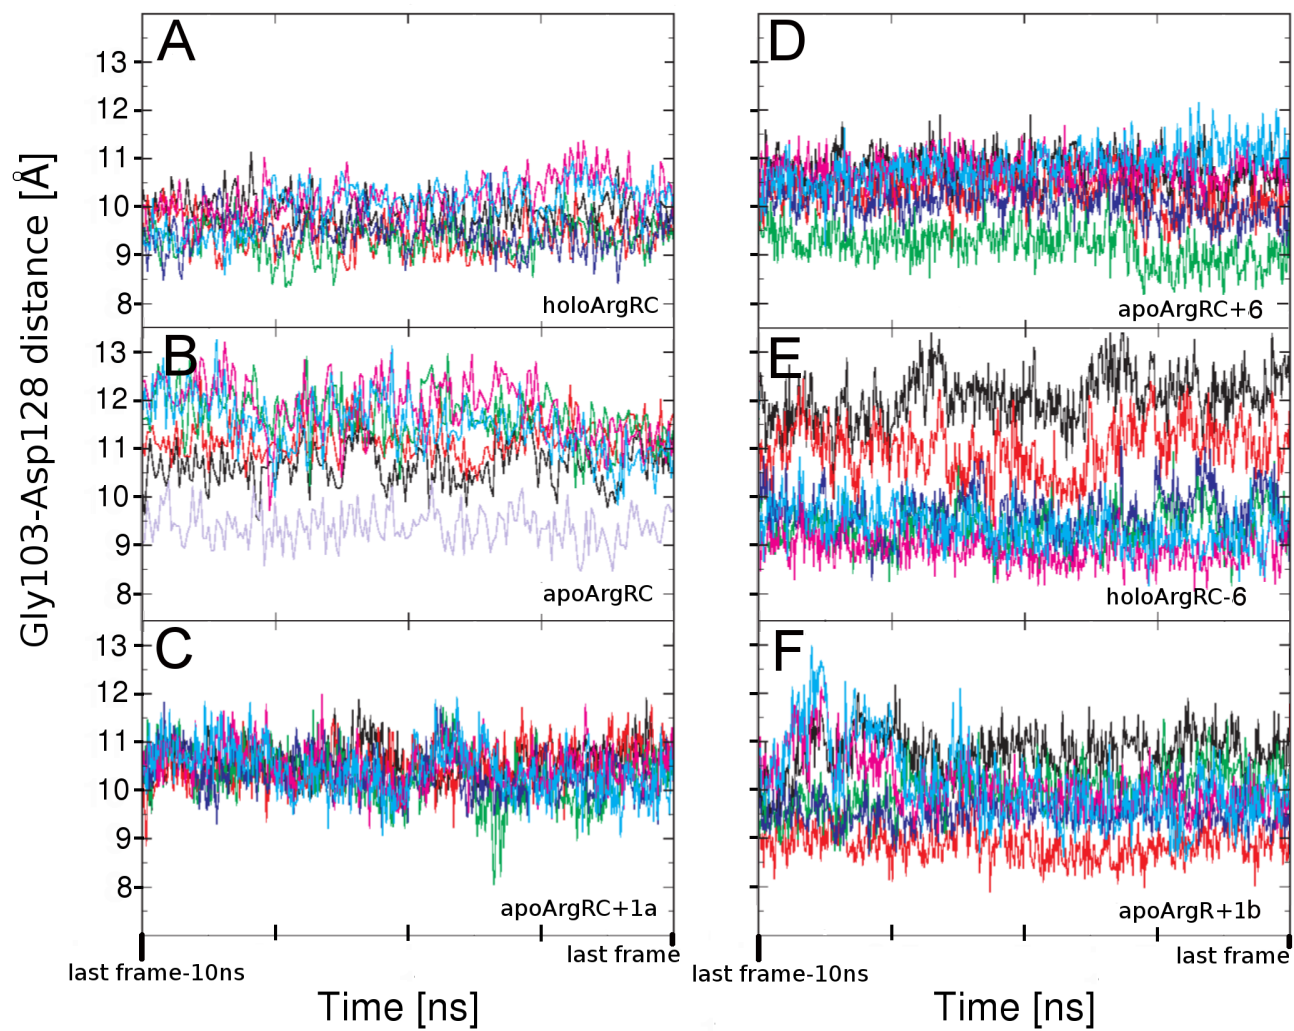 Gly103-Asp128 distance [Å]
A
13
12
11
10
9
8
holoArgRC
B
13
12
11
10
9
8
apoArgRC
C
13
12
11
10
9
8
apoArgRC+1a
last frame-10ns
last frame
Time [ns]
D
apoArgRC+6
E
holoArgRC-6
F
apoArgR+1b
last frame-10ns
last frame
Time [ns]